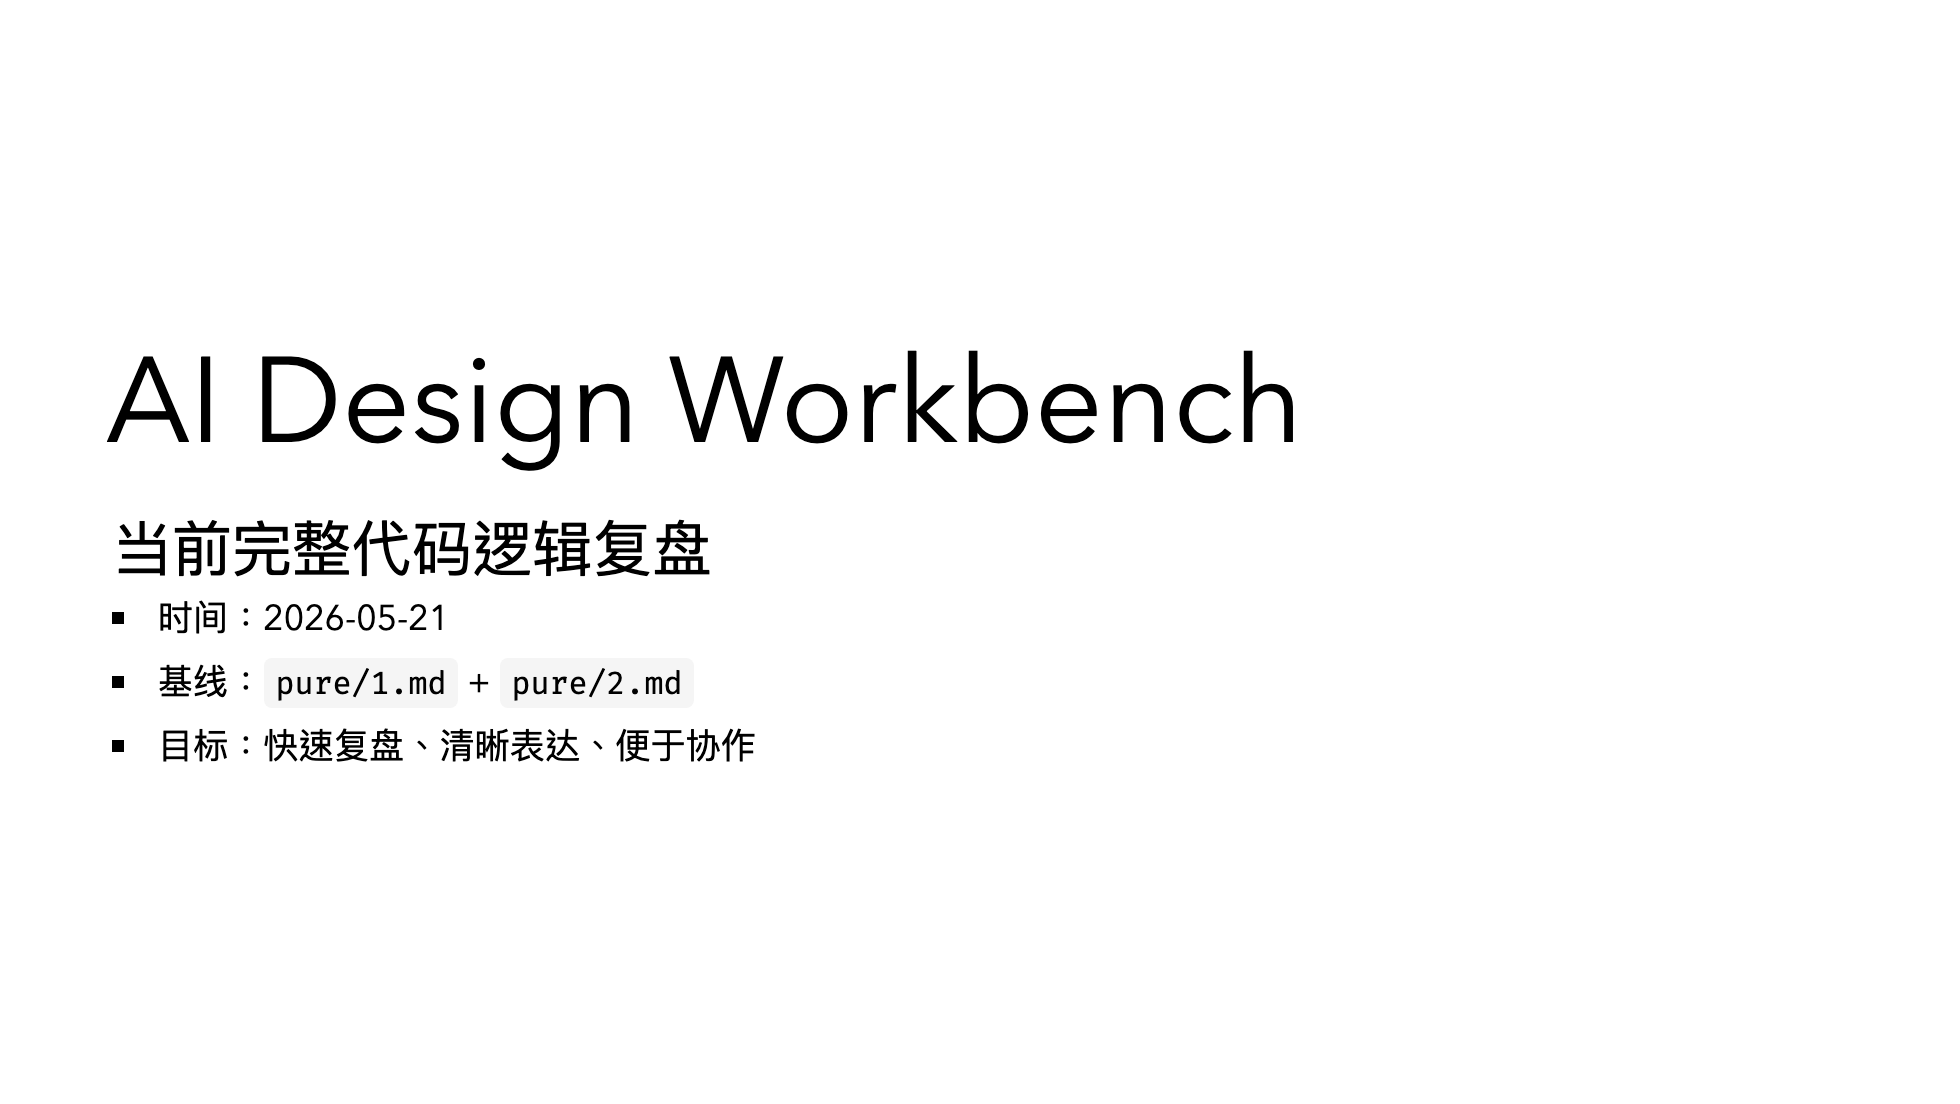 AI Design Workbench
当前完整代码逻辑复盘
▪ 时间：2026-05-21
▪ 基线：pure/1.md + pure/2.md
▪ 目标：快速复盘、清晰表达、便于协作